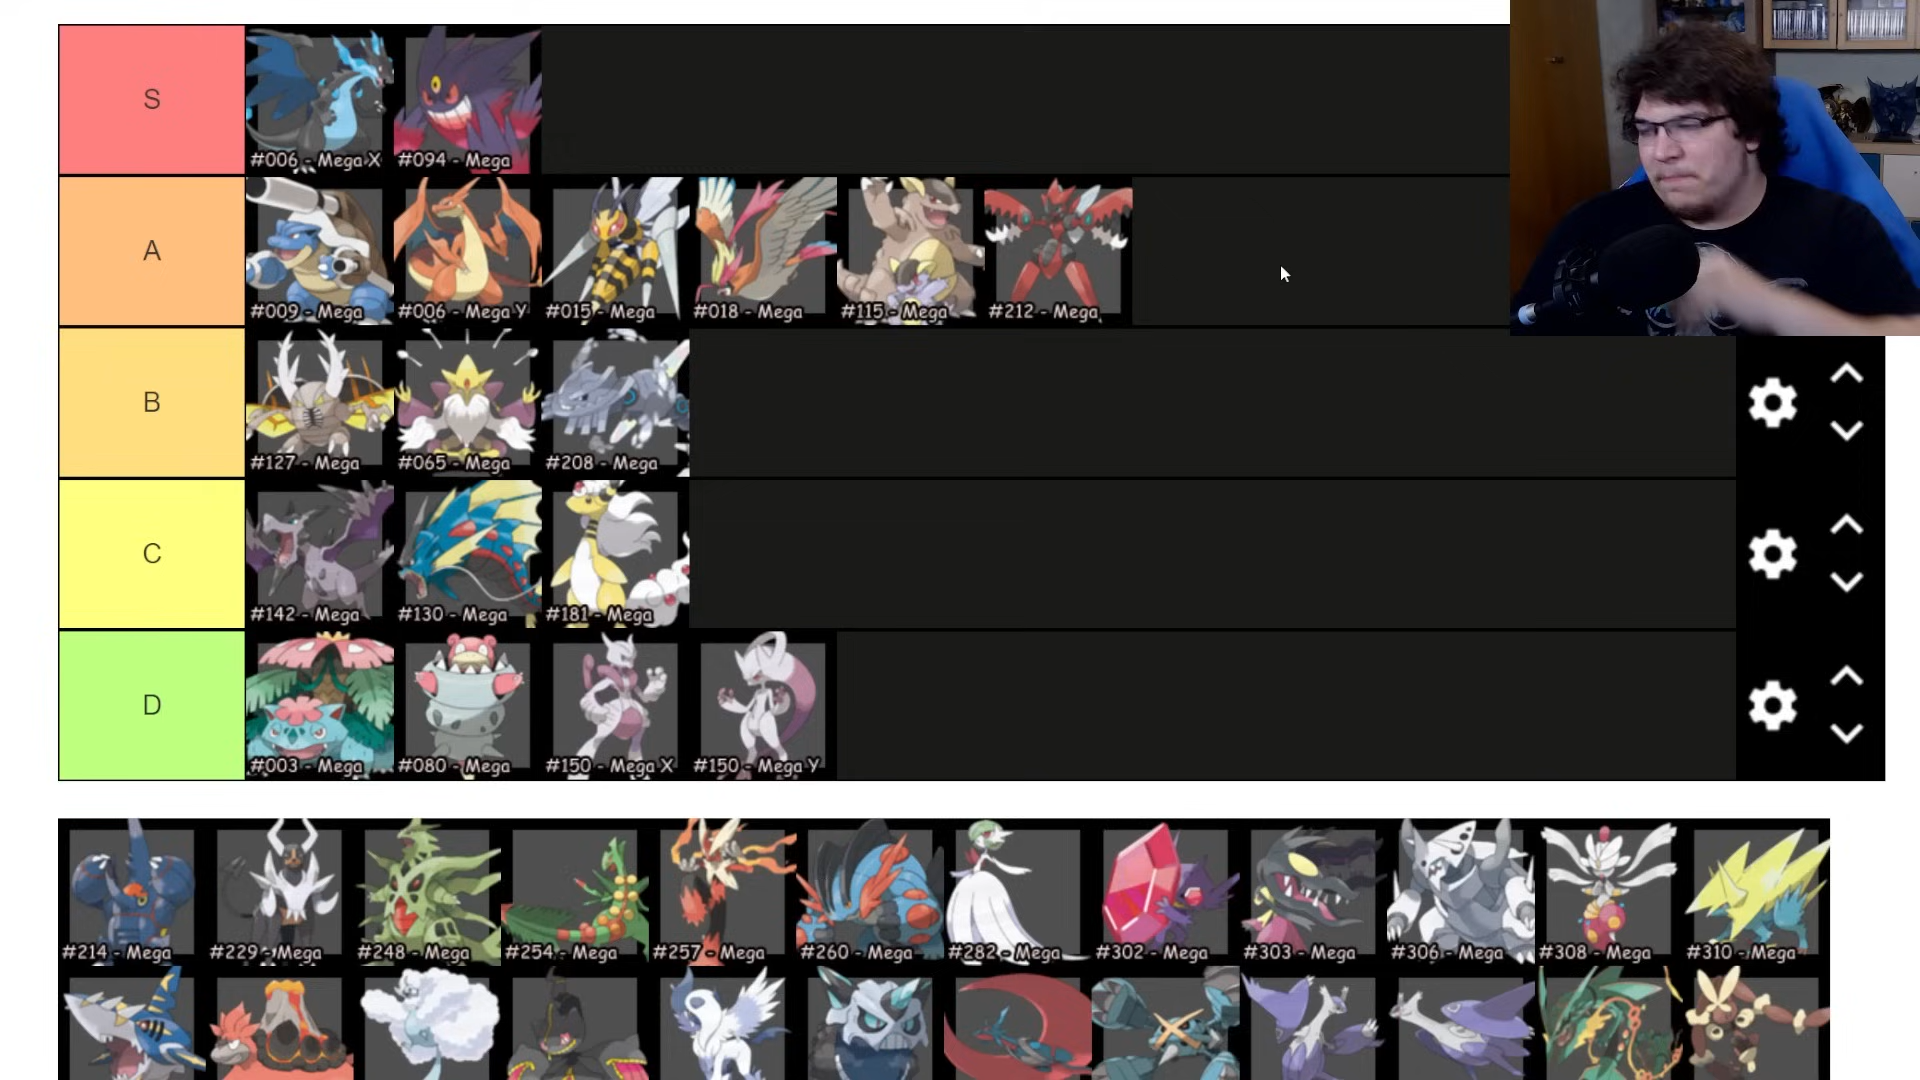 S
#006 - Mega X
#094 - Mega
A
#009 - Mega
#006 - Mega Y
#015 - Mega
#018 - Mega
#115 - Mega
#212 - Mega
B
#127 - Mega
#065 - Mega
#208 - Mega
C
#142 - Mega
#130 - Mega
#181 - Mega
D
#003 - Mega
#080 - Mega
#150 - Mega X
#150 - Mega Y
#214 - Mega
#229 - Mega
#248 - Mega
#254 - Mega
#257 - Mega
#260 - Mega
#282 - Mega
#302 - Mega
#303 - Mega
#306 - Mega
#308 - Mega
#310 - Mega